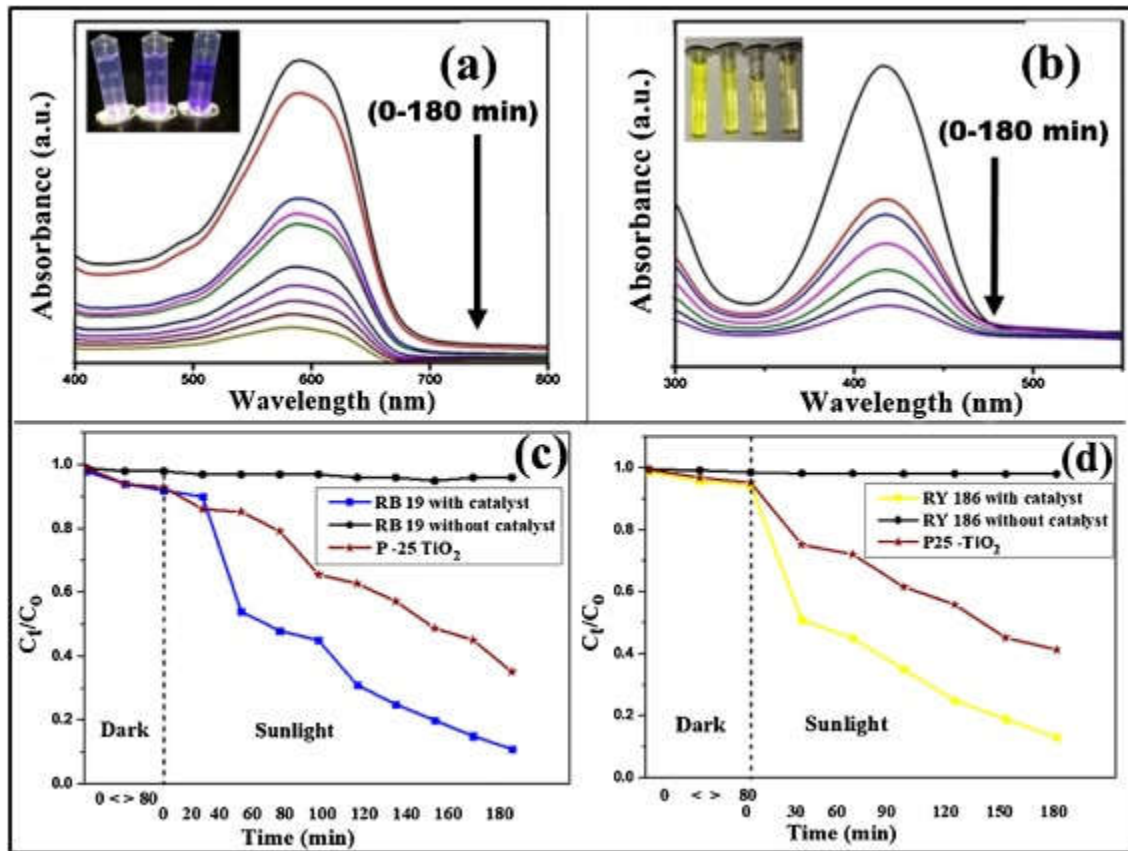 (a)
(0-180 min)
Absorbance (a.u.)
400 500 600 700 800
Wavelength (nm)
(b)
(0-180 min)
Absorbance (a.u.)
300 400 500
Wavelength (nm)
(c)
1.0
0.8
0.6
0.4
0.2
0.0
Ct/C0
RB 19 with catalyst
RB 19 without catalyst
P -25 TiO2
Dark
Sunlight
0 < > 80
0 20 40 60 80 100 120 140 160 180
Time (min)
(d)
1.0
0.8
0.6
0.4
0.2
0.0
Ct/C0
RY 186 with catalyst
RY 186 without catalyst
P25 -TiO2
Dark
Sunlight
0 < > 80
0 30 60 90 120 150 180
Time (min)